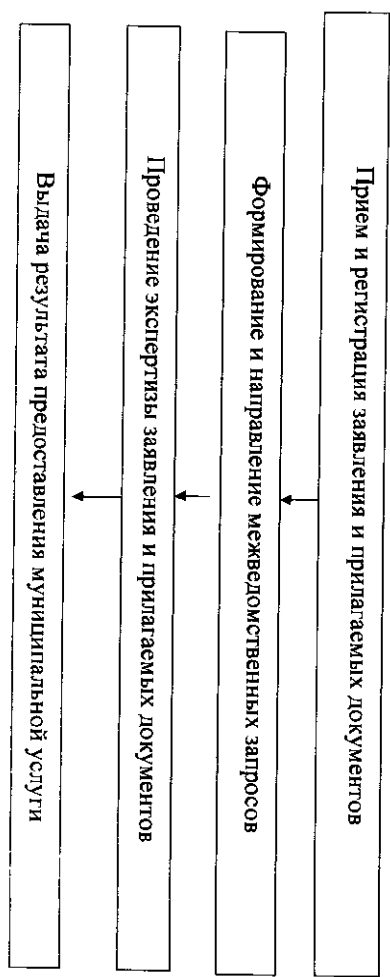 Прием и регистрация заявления и прилагаемых документов
Формирование и направление межведомственных запросов
Проведение экспертизы заявления и прилагаемых документов
Выдача результата предоставления муниципальной услуги